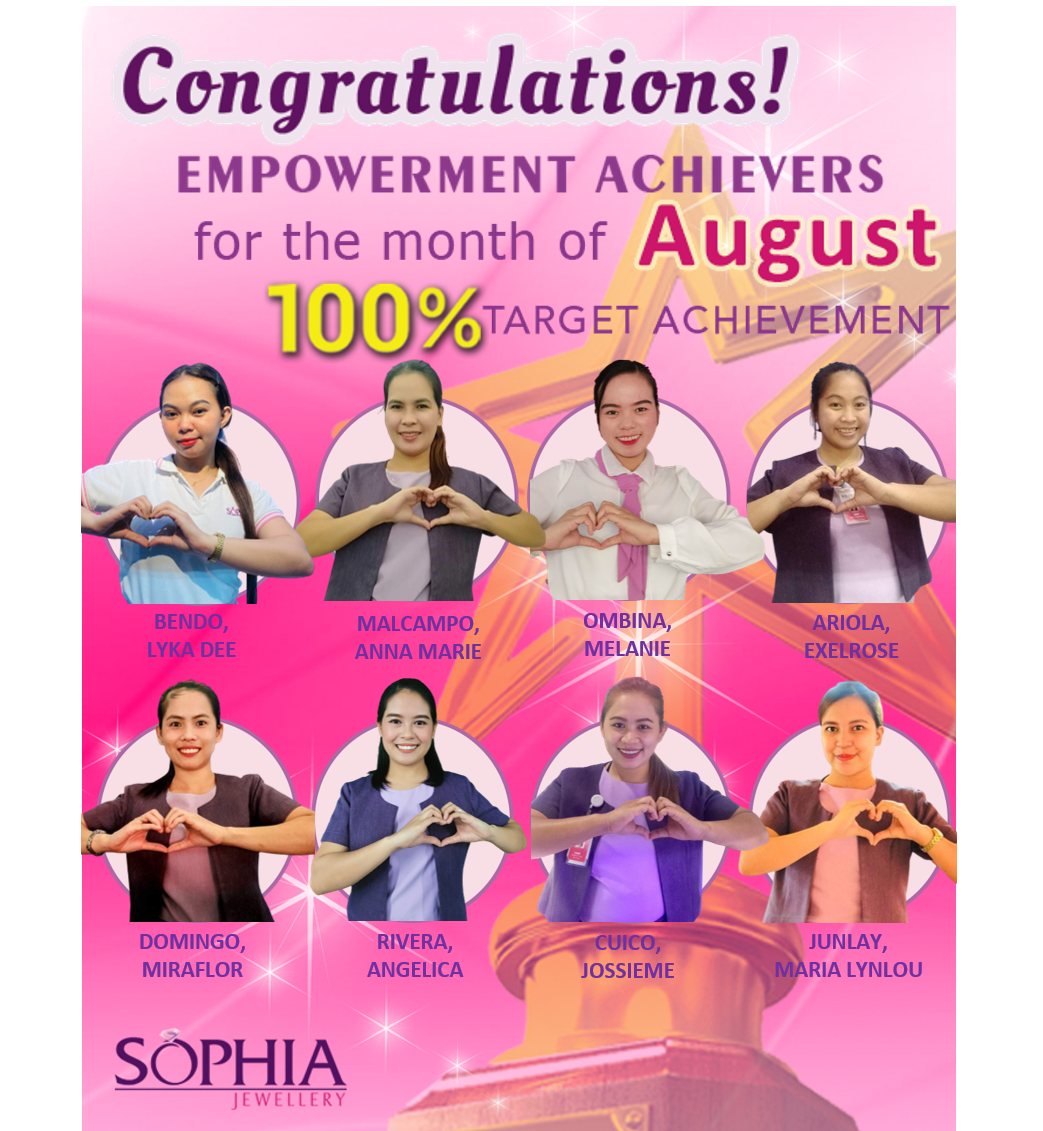 Congratulations!
EMPOWERMENT ACHIEVERS
for the month of August
100% TARGET ACHIEVEMENT
BENDO,
LYKA DEE
MALCAMPO,
ANNA MARIE
OMBINA,
MELANIE
ARIOLA,
EXELROSE
DOMINGO,
MIRAFLOR
RIVERA,
ANGELICA
CUICO,
JOSSIEME
JUNLAY,
MARIA LYNLOU
SOPHIA
JEWELLERY